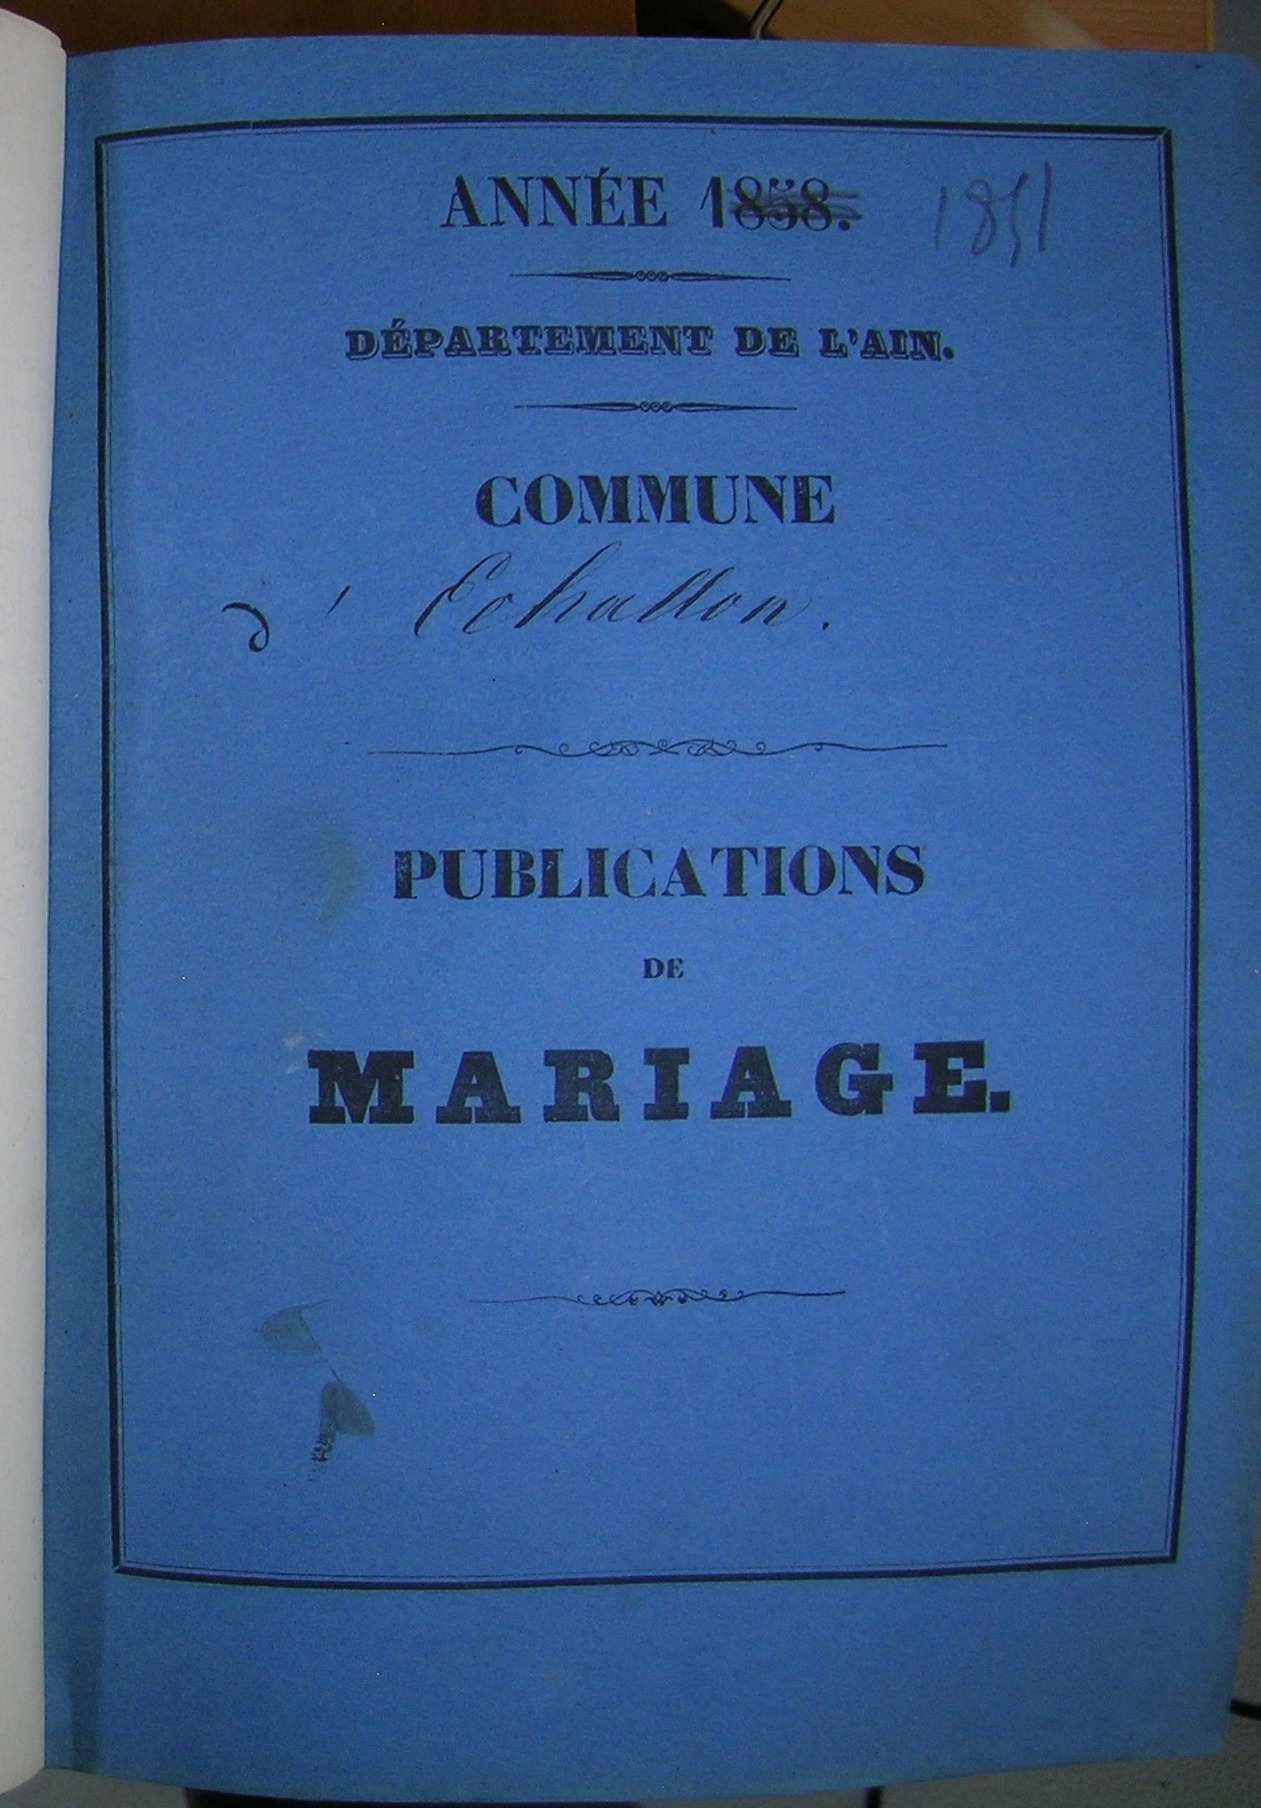 ANNÉE 1858. 1851
DÉPARTEMENT DE L'AIN.
COMMUNE
d' Echallon.
PUBLICATIONS
DE
MARIAGE.